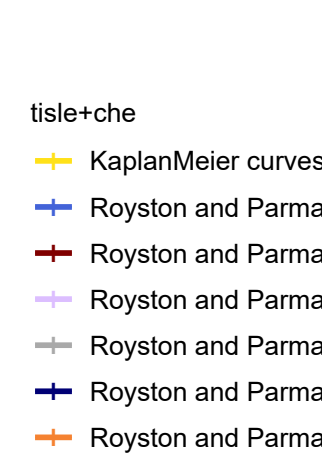 tisle+che
KaplanMeier curves
Royston and Parma
Royston and Parma
Royston and Parma
Royston and Parma
Royston and Parma
Royston and Parma